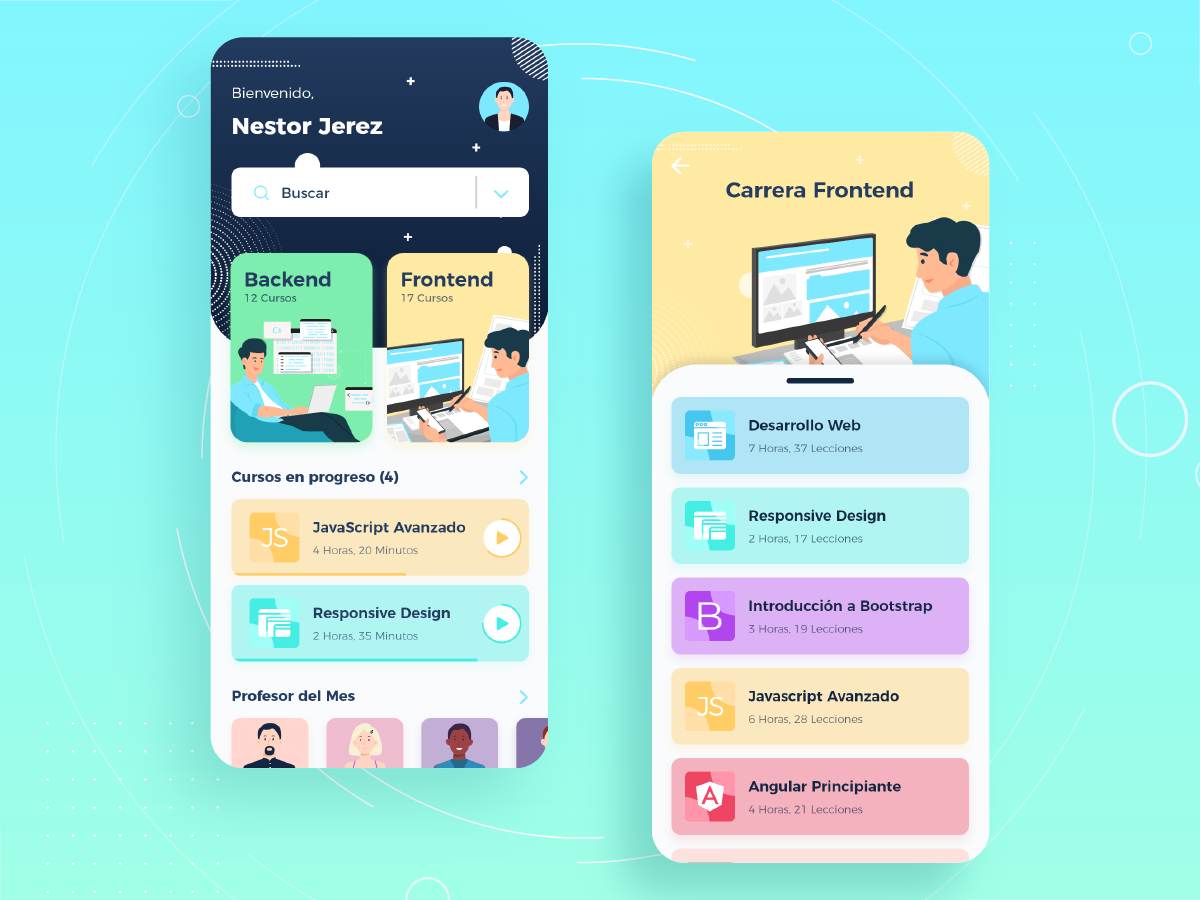 Bienvenido,
Nestor Jerez
Buscar
Backend
12 Cursos
Frontend
17 Cursos
Cursos en progreso (4)
JS
JavaScript Avanzado
4 Horas, 20 Minutos
Responsive Design
2 Horas, 35 Minutos
Profesor del Mes
Carrera Frontend
Desarrollo Web
7 Horas, 37 Lecciones
Responsive Design
2 Horas, 17 Lecciones
B
Introducción a Bootstrap
3 Horas, 19 Lecciones
JS
Javascript Avanzado
6 Horas, 28 Lecciones
A
Angular Principiante
4 Horas, 21 Lecciones